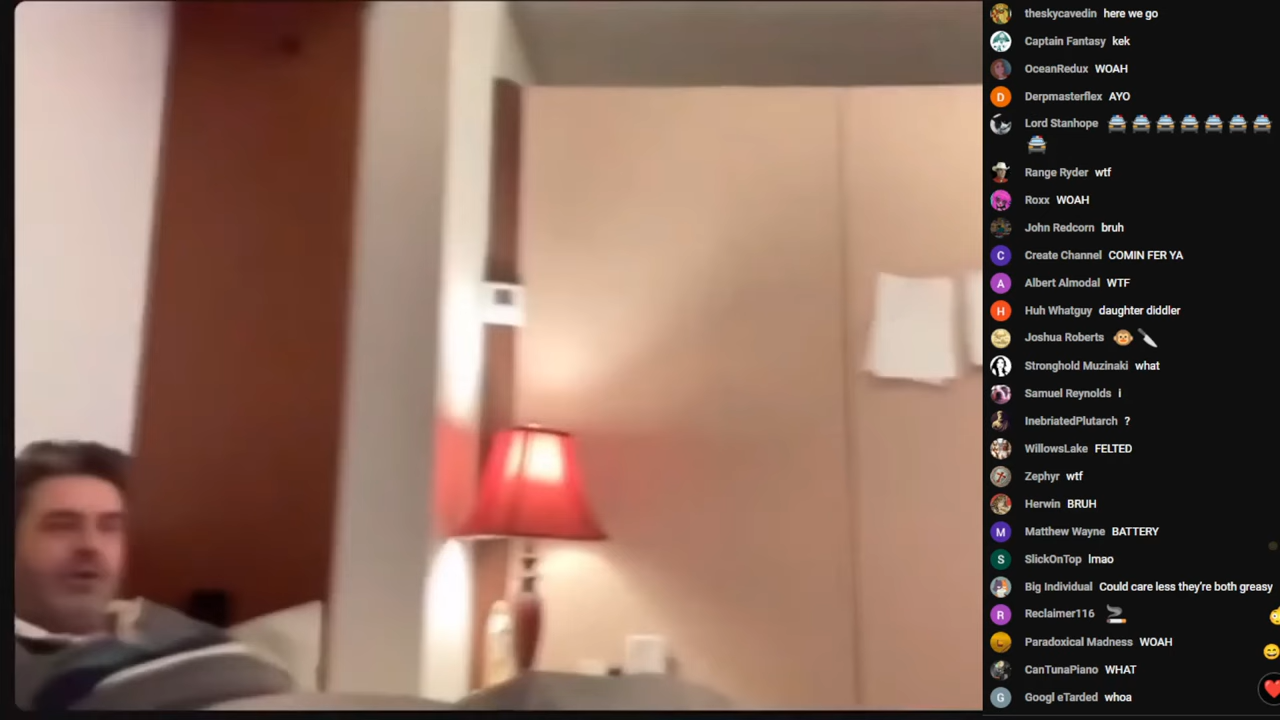 theskycavedin here we go
Captain Fantasy kek
OceanRedux WOAH
D Derpmasterflex AYO
Lord Stanhope
Range Ryder wtf
Roxx WOAH
John Redcorn bruh
C Create Channel COMIN FER YA
A Albert Almodal WTF
H Huh Whatguy daughter diddler
Joshua Roberts
Stronghold Muzinaki what
Samuel Reynolds i
InebriatedPlutarch ?
WillowsLake FELTED
Zephyr wtf
Herwin BRUH
M Matthew Wayne BATTERY
S SlickOnTop lmao
Big Individual Could care less they're both greasy
R Reclaimer116
Paradoxical Madness WOAH
CanTunaPiano WHAT
G Googl eTarded whoa